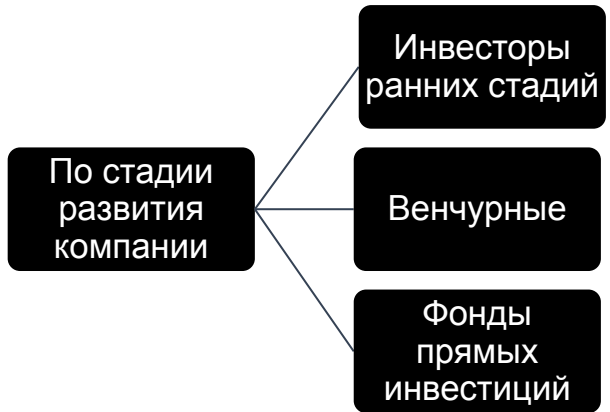 Инвесторы
ранних стадий
По стадии
развития
компании
Венчурные
Фонды
прямых
инвестиций